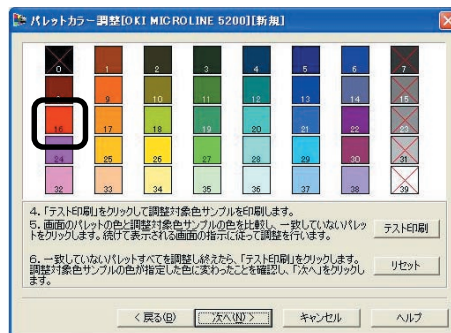 パレットカラー調整[OKI MICROLINE 5200][新規]
0 1 2 3 4 5 6 7
9 10 11 12 13 14 15
16 17 18 19 20 21 22 23
24 25 26 27 28 29 30 31
32 33 34 35 36 37 38 39
4. 「テスト印刷」をクリックして調整対象色サンプルを印刷します。
5. 画面のパレットの色と調整対象色サンプルの色を比較し、一致していないパレッ
トをクリックします。続けて表示される画面の指示に従って調整を行います。
テスト印刷
6. 一致していないパレットすべてを調整し終えたら、「テスト印刷」をクリックします。
調整対象色サンプルの色が指定した色に変わったことを確認し、「次へ」をクリックし
ます。
リセット
< 戻る(B) 次へ(N) > キャンセル ヘルプ